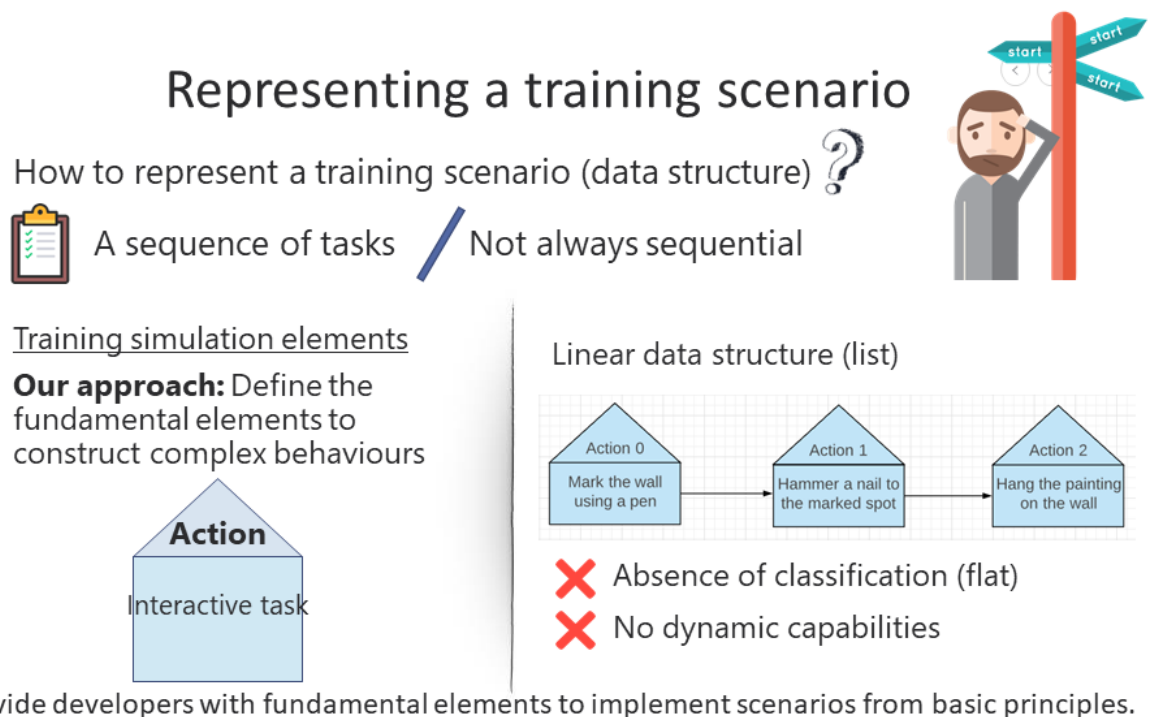 start
start
start
Representing a training scenario
How to represent a training scenario (data structure)?
A sequence of tasks / Not always sequential
Training simulation elements
Our approach: Define the
fundamental elements to
construct complex behaviours
Action
Interactive task
Linear data structure (list)
Action 0
Mark the wall
using a pen
Action 1
Hammer a nail to
the marked spot
Action 2
Hang the painting
on the wall
Absence of classification (flat)
No dynamic capabilities
developers with fundamental elements to implement scenarios from basic principles.